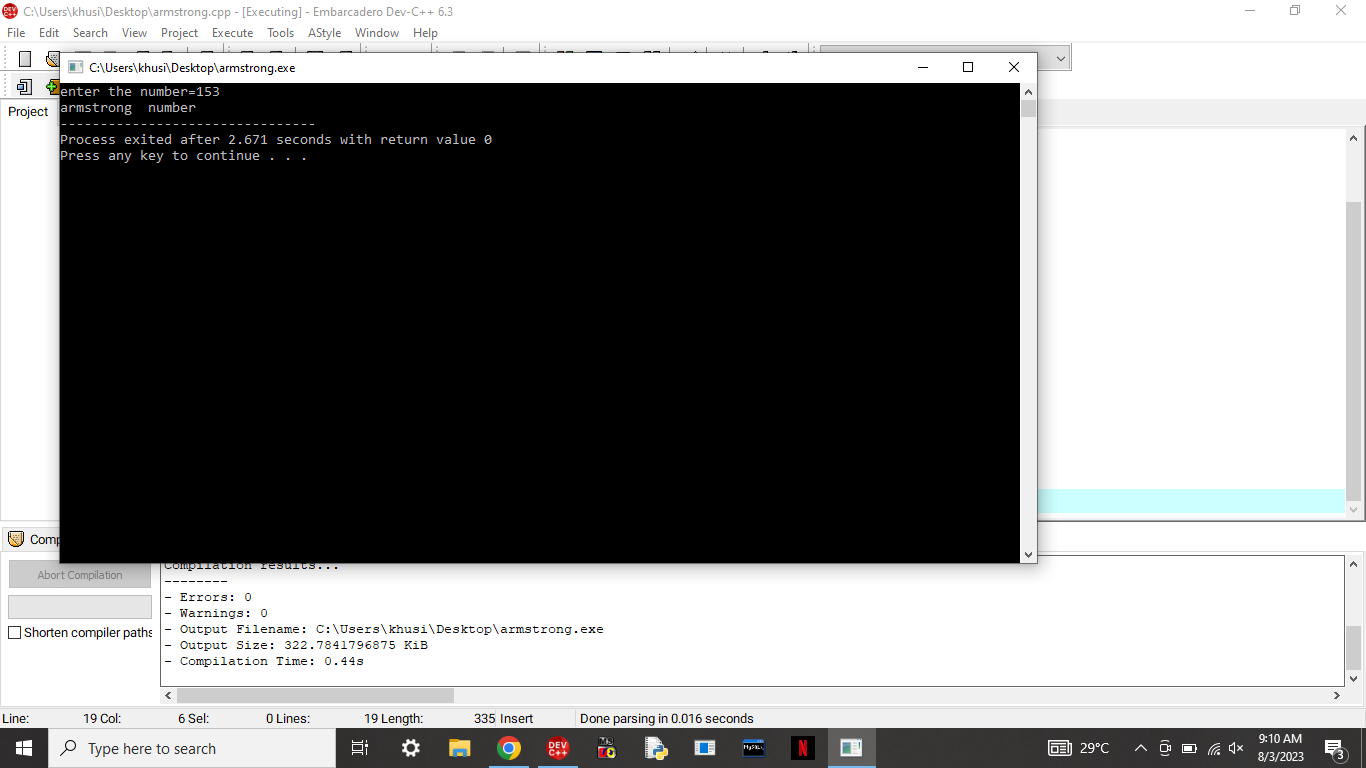 C:\Users\khusi\Desktop\armstrong.cpp - [Executing] - Embarcadero Dev-C++ 6.3
File Edit Search View Project Execute Tools AStyle Window Help
C:\Users\khusi\Desktop\armstrong.exe
Project
enter the number=153
armstrong  number
--------------------------------
Process exited after 2.671 seconds with return value 0
Press any key to continue . . .
Abort Compilation
Shorten compiler paths
Compilation results...
--------
- Errors: 0
- Warnings: 0
- Output Filename: C:\Users\khusi\Desktop\armstrong.exe
- Output Size: 322.7841796875 KiB
- Compilation Time: 0.44s
Line: 19 Col: 6 Sel: 0 Lines: 19 Length: 335 Insert Done parsing in 0.016 seconds
Type here to search
DEV C++
MySQL
N
29°C
9:10 AM
8/3/2023
3